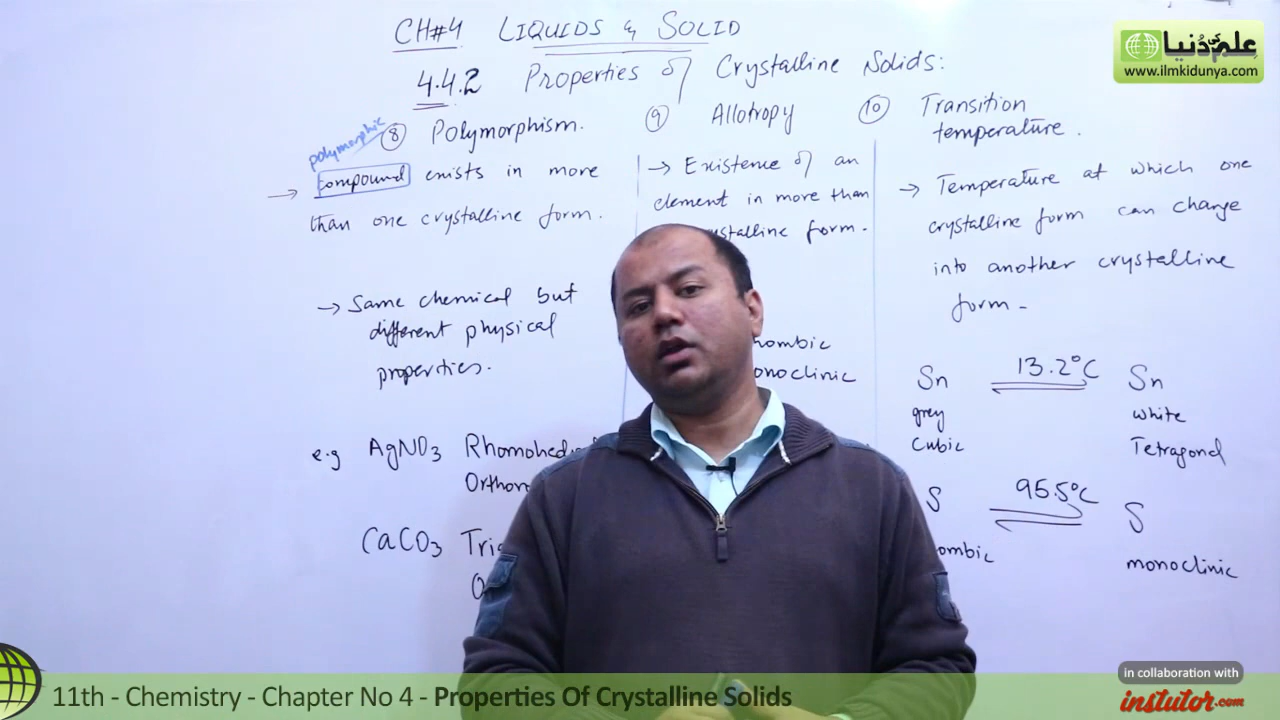 CH#4 LIQUIDS & SOLID
4.4.2 Properties of Crystalline Solids:
polymorphic
⑧ Polymorphism.
→ compound exists in more
than one crystalline form.
→ Same chemical but
different physical
properties.
e.g AgNO3
CaCO3
⑨ Allotropy
→ Existence of an
element in more than
form.
⑩ Transition
temperature.
→ Temperature at which one
crystalline form can change
into another crystalline
form.
Sn 13.2°C Sn
grey white
Cubic Tetragonal
S 95.5°C S
monoclinic
علم کی دنیا
www.ilmkidunya.com
11th - Chemistry - Chapter No 4 - Properties Of Crystalline Solids
in collaboration with
instutor.com